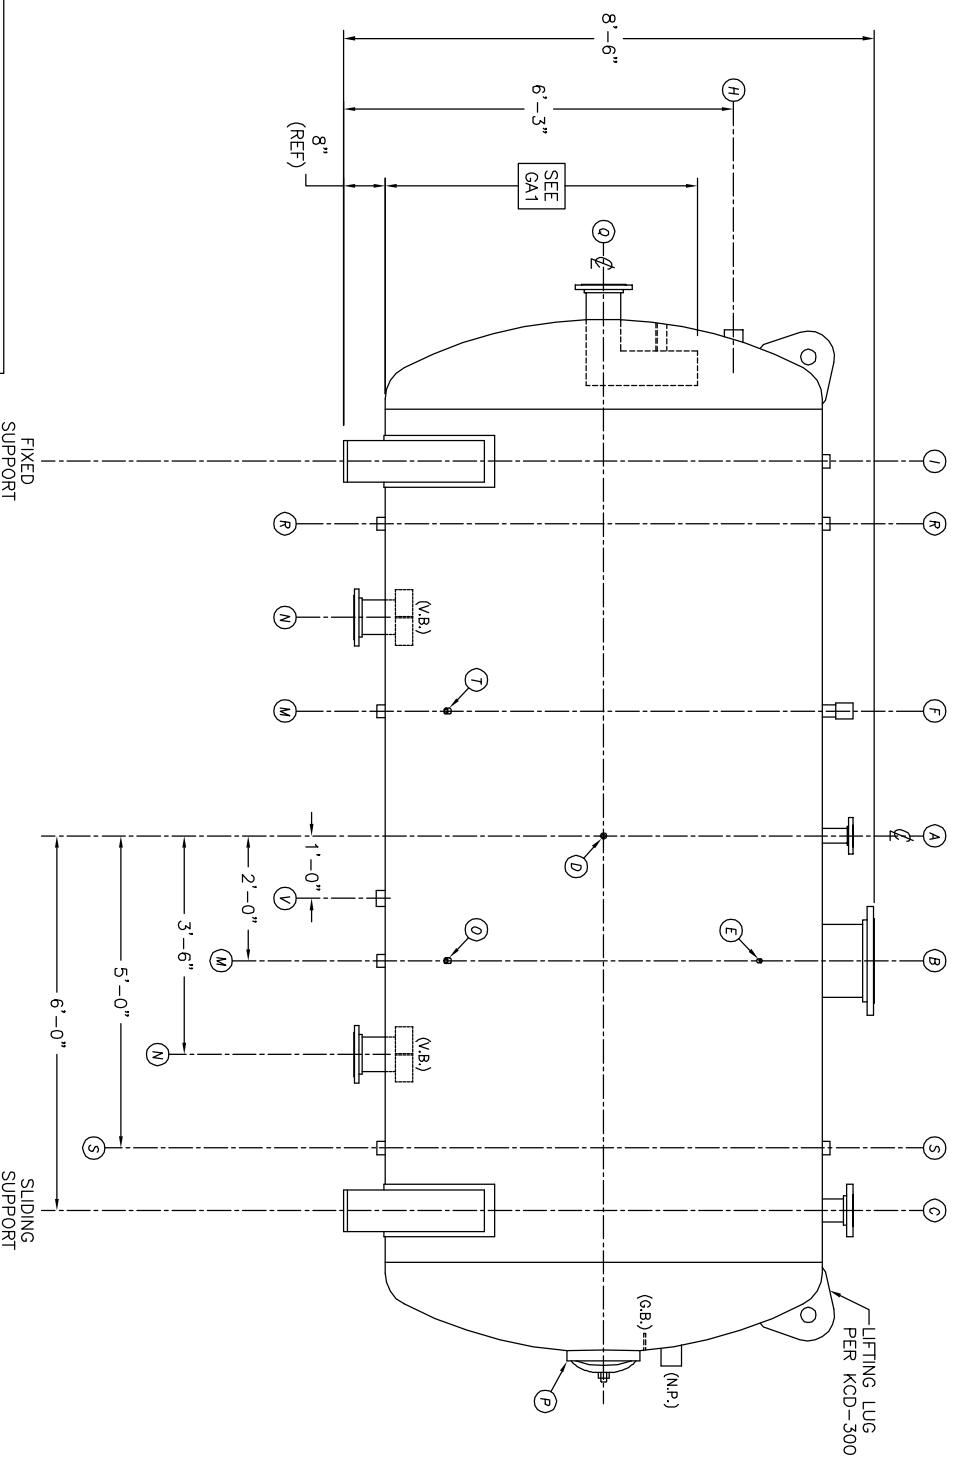 8'-6"
6'-3"
8"
(REF)
SEE
GA1
H
Q
℄
I
R
F
A
℄
B
S
C
LIFTING LUG
PER KCD-300
(G.B.)
(N.P.)
P
E
D
T
O
(V.B.)
(V.B.)
R
N
M
V
M
N
S
1'-0"
2'-0"
3'-6"
5'-0"
6'-0"
FIXED
SUPPORT
SLIDING
SUPPORT